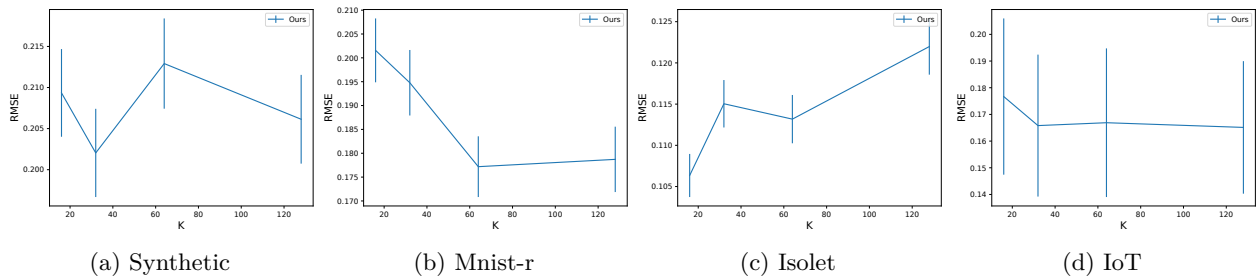 Ours
0.215
0.210
0.205
0.200
RMSE
20 40 60 80 100 120
K
(a) Synthetic
Ours
0.210
0.205
0.200
0.195
0.190
0.185
0.180
0.175
0.170
RMSE
20 40 60 80 100 120
K
(b) Mnist-r
Ours
0.125
0.120
0.115
0.110
0.105
RMSE
20 40 60 80 100 120
K
(c) Isolet
Ours
0.20
0.19
0.18
0.17
0.16
0.15
0.14
RMSE
20 40 60 80 100 120
K
(d) IoT